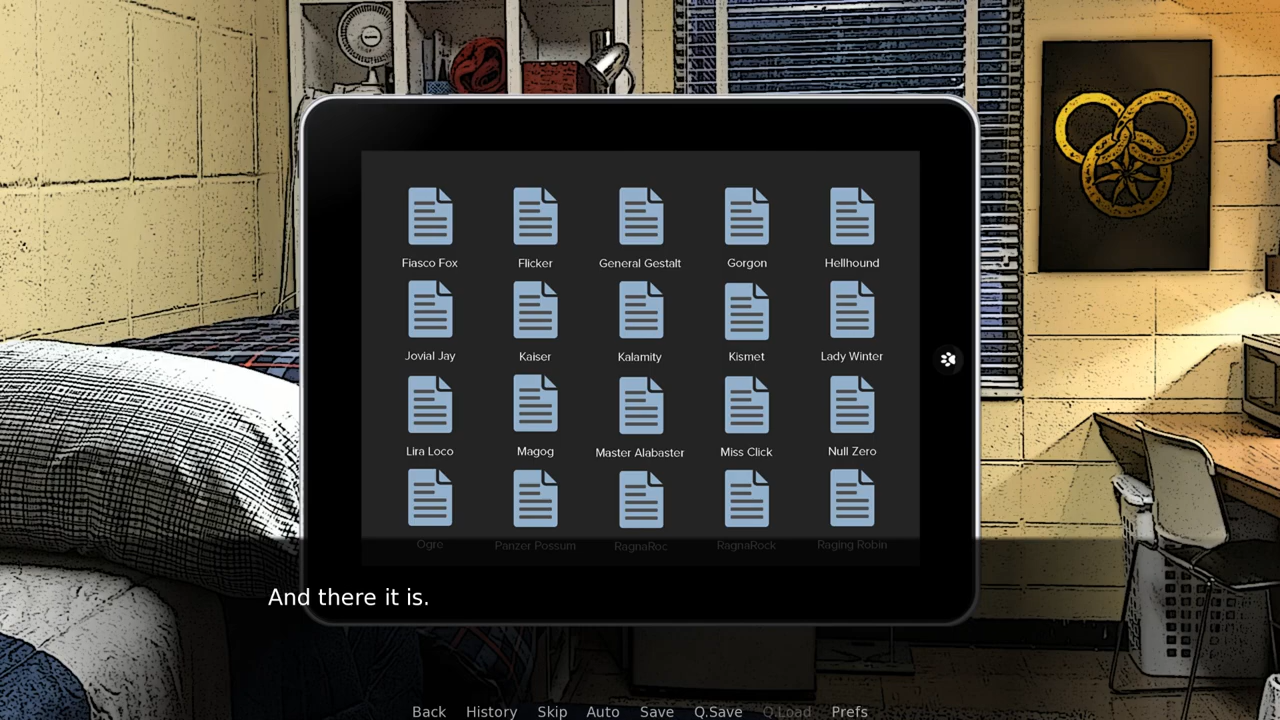 Fiasco Fox Flicker General Gestalt Gorgon Hellhound
Jovial Jay Kaiser Kalamity Kismet Lady Winter
Lira Loco Magog Master Alabaster Miss Click Null Zero
Ogre Panzer Possum RagnaRoc RagnaRock Raging Robin
And there it is.
Back History Skip Auto Save Q.Save Q.Load Prefs